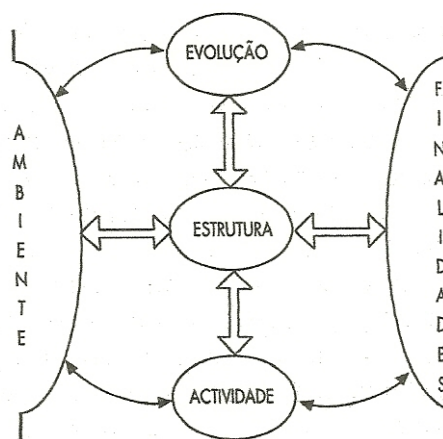 EVOLUÇÃO
AMBIENTE
ESTRUTURA
FINALIDADES
ACTIVIDADE